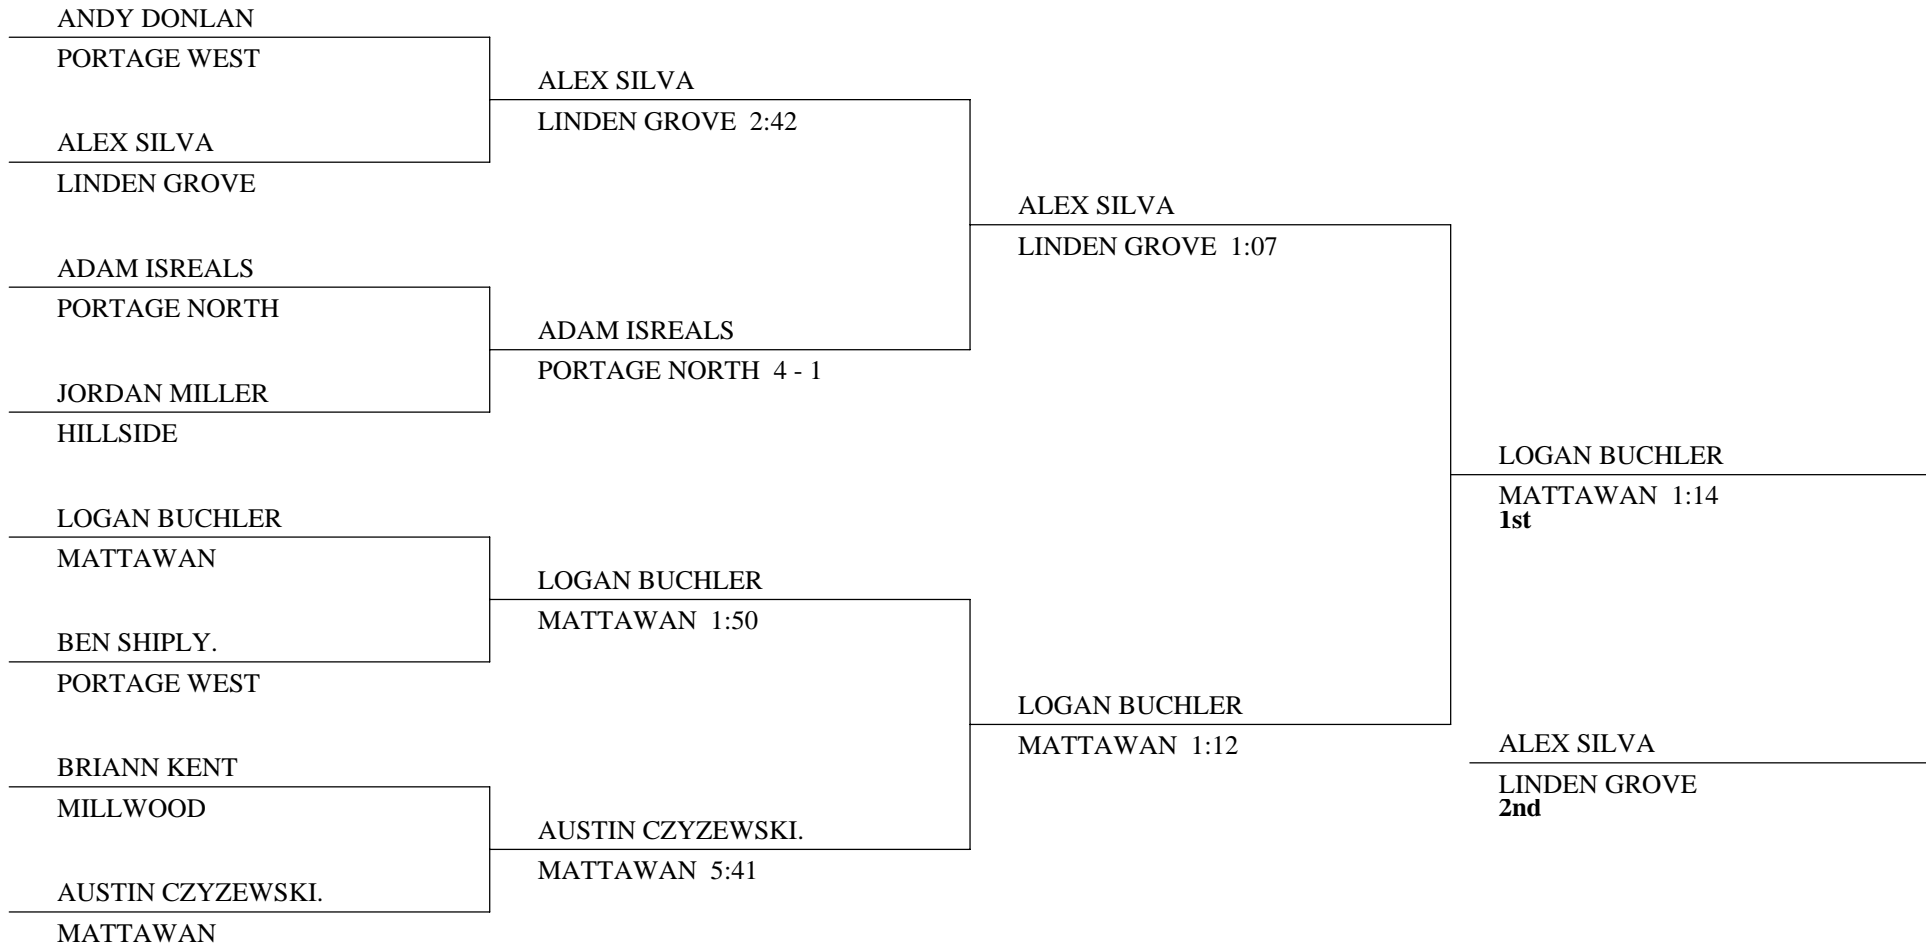 ANDY DONLAN
PORTAGE WEST
ALEX SILVA
LINDEN GROVE
ADAM ISREALS
PORTAGE NORTH
JORDAN MILLER
HILLSIDE
LOGAN BUCHLER
MATTAWAN
BEN SHIPLY.
PORTAGE WEST
BRIANN KENT
MILLWOOD
AUSTIN CZYZEWSKI.
MATTAWAN
ALEX SILVA
LINDEN GROVE 2:42
ADAM ISREALS
PORTAGE NORTH 4 - 1
LOGAN BUCHLER
MATTAWAN 1:50
AUSTIN CZYZEWSKI.
MATTAWAN 5:41
ALEX SILVA
LINDEN GROVE 1:07
LOGAN BUCHLER
MATTAWAN 1:12
LOGAN BUCHLER
MATTAWAN 1:14
1st
ALEX SILVA
LINDEN GROVE
2nd